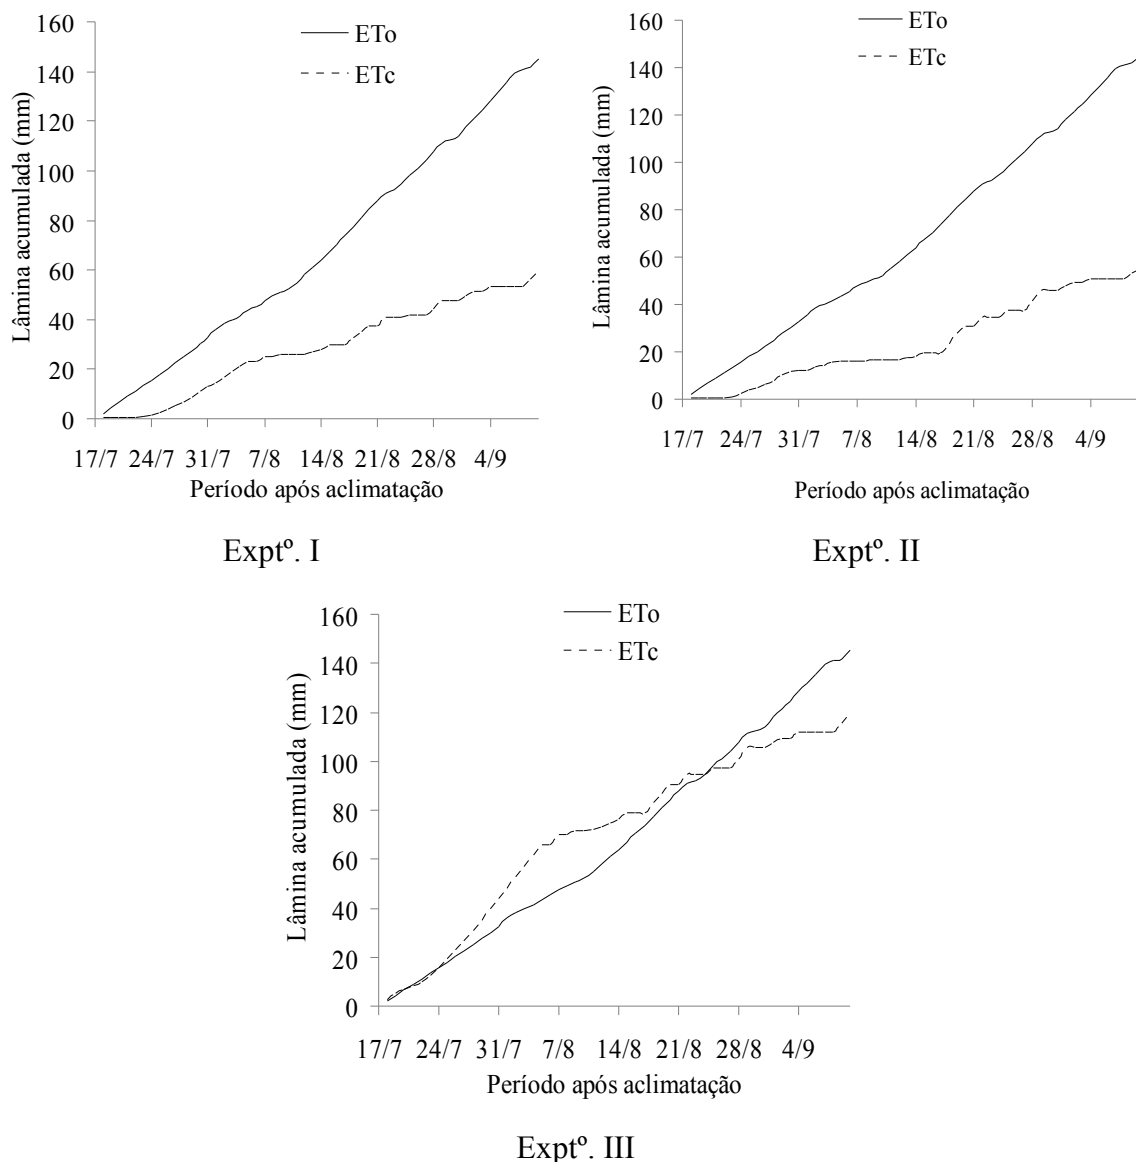 ETo
ETc
Lâmina acumulada (mm)
160
140
120
100
80
60
40
20
0
17/7 24/7 31/7 7/8 14/8 21/8 28/8 4/9
Período após aclimatação
Exptº. I
ETo
ETc
Lâmina acumulada (mm)
160
140
120
100
80
60
40
20
0
17/7 24/7 31/7 7/8 14/8 21/8 28/8 4/9
Período após aclimatação
Exptº. II
ETo
ETc
Lâmina acumulada (mm)
160
140
120
100
80
60
40
20
0
17/7 24/7 31/7 7/8 14/8 21/8 28/8 4/9
Período após aclimatação
Exptº. III